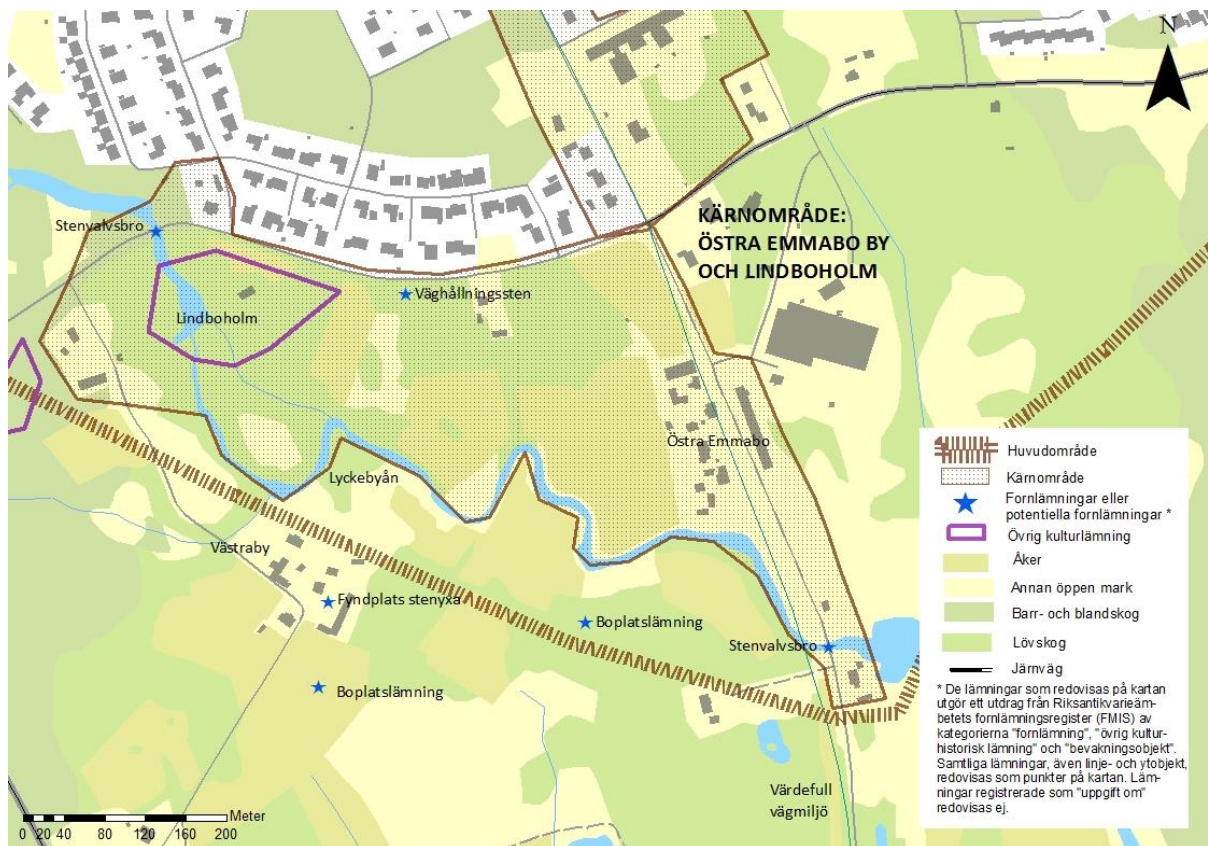 N
KÄRNOMRÅDE:
ÖSTRA EMMABO BY
OCH LINDBOHOLM
Stenvalvsbro
Väghållningssten
Lindboholm
Östra Emmabo
Lyckebyån
Västraby
Fyndplats stenyxa
Boplatslämning
Stenvalvsbro
Boplatslämning
Värdefull
vägmiljö
Huvudområde
Kärnområde
Fornlämningar eller
potentiella fornlämningar *
Övrig kulturlämning
Åker
Annan öppen mark
Barr- och blandskog
Lövskog
Järnväg
* De lämningar som redovisas på kartan
utgör ett utdrag från Riksantikvarieäm-
betets fornlämningsregister (FMIS) av
kategorierna "fornlämning", "övrig kultur-
historisk lämning" och "bevakningsobjekt".
Samtliga lämningar, även linje- och ytobjekt,
redovisas som punkter på kartan. Läm-
ningar registrerade som "uppgift om"
redovisas ej.
Meter
0 20 40 80 120 160 200